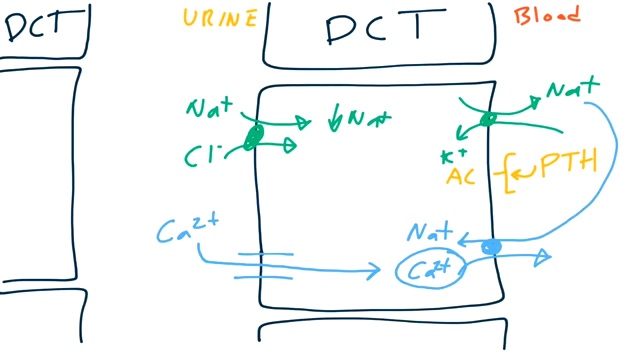 DCT
URINE
DCT
Blood
Na+
Cl-
↓Na+
Na+
K+
AC
PTH
Ca2+
Na+
Ca2+